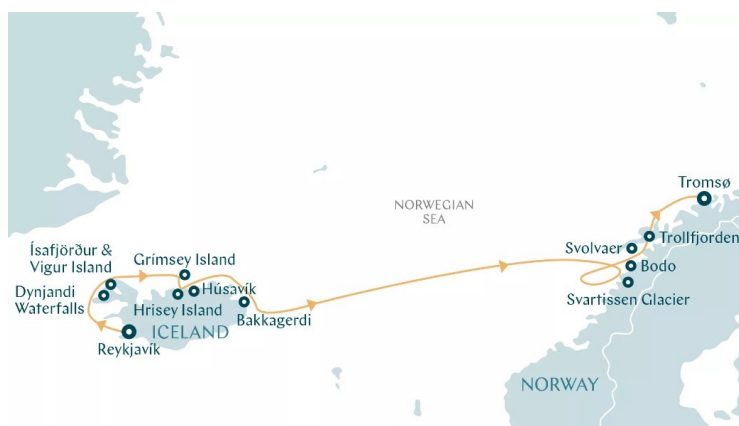 Tromsø
NORWEGIAN
SEA
Trollfjorden
Svolvaer
Bodo
Svartissen Glacier
Ísafjörður &
Vigur Island
Grímsey Island
Húsavík
Dynjandi
Waterfalls
Hrisey Island
Bakkagerdi
ICELAND
Reykjavík
NORWAY